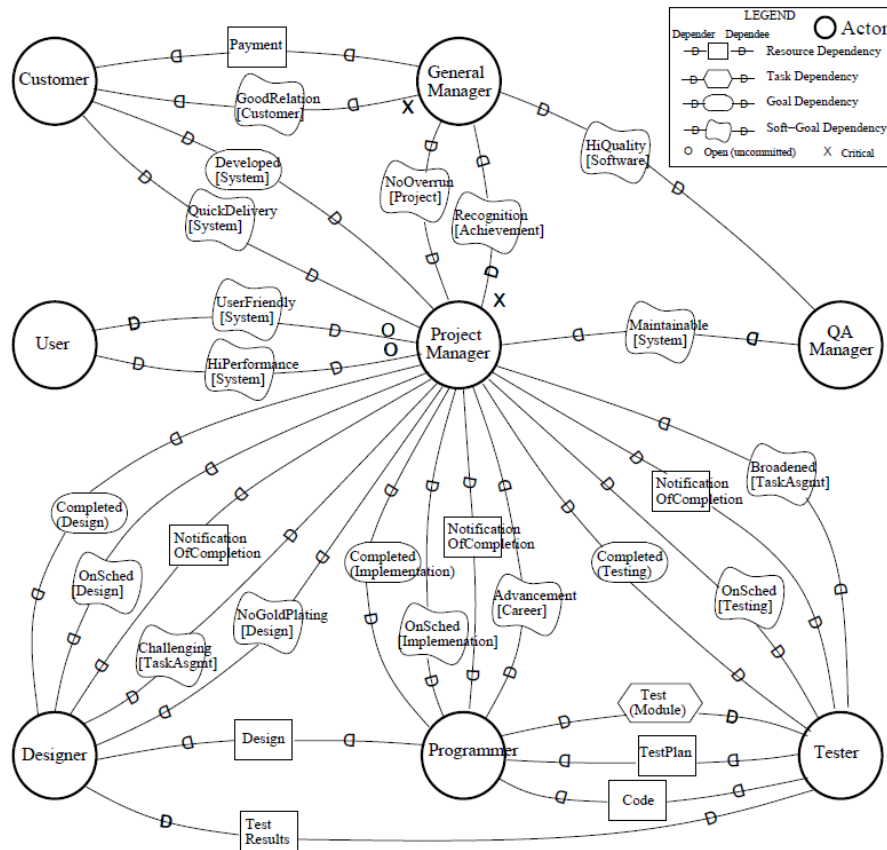 LEGEND
Depender Dependee
Actor
D D Resource Dependency
D D Task Dependency
D D Goal Dependency
D D Soft-Goal Dependency
O Open (uncommitted) X Critical
Customer
D Payment D
General
Manager
D GoodRelation D
[Customer]
X
D
HiQuality
[Software]
D
D
Developed
[System]
D
D
QuickDelivery
[System]
D
D
NoOverrun
[Project]
D
D
Recognition
[Achievement]
D
X
User
D UserFriendly D O
[System]
D HiPerformance D O
[System]
Project
Manager
D Maintainable D
[System]
QA
Manager
D
Completed
(Design)
D
D
OnSched
[Design]
D
D
Notification
OfCompletion
D
D
Challenging
[TaskAsgmt]
D
D
NoGoldPlating
[Design]
D
D
Completed
(Implementation)
D
D
OnSched
[Implemenation]
D
D
Notification
OfCompletion
D
D
Advancement
[Career]
D
D
Completed
(Testing)
D
D
OnSched
[Testing]
D
D
Notification
OfCompletion
D
D
Broadened
[TaskAsgmt]
D
Designer
D Design D
Programmer
D Test D
(Module)
D TestPlan D
D Code D
Tester
D Test D
Results